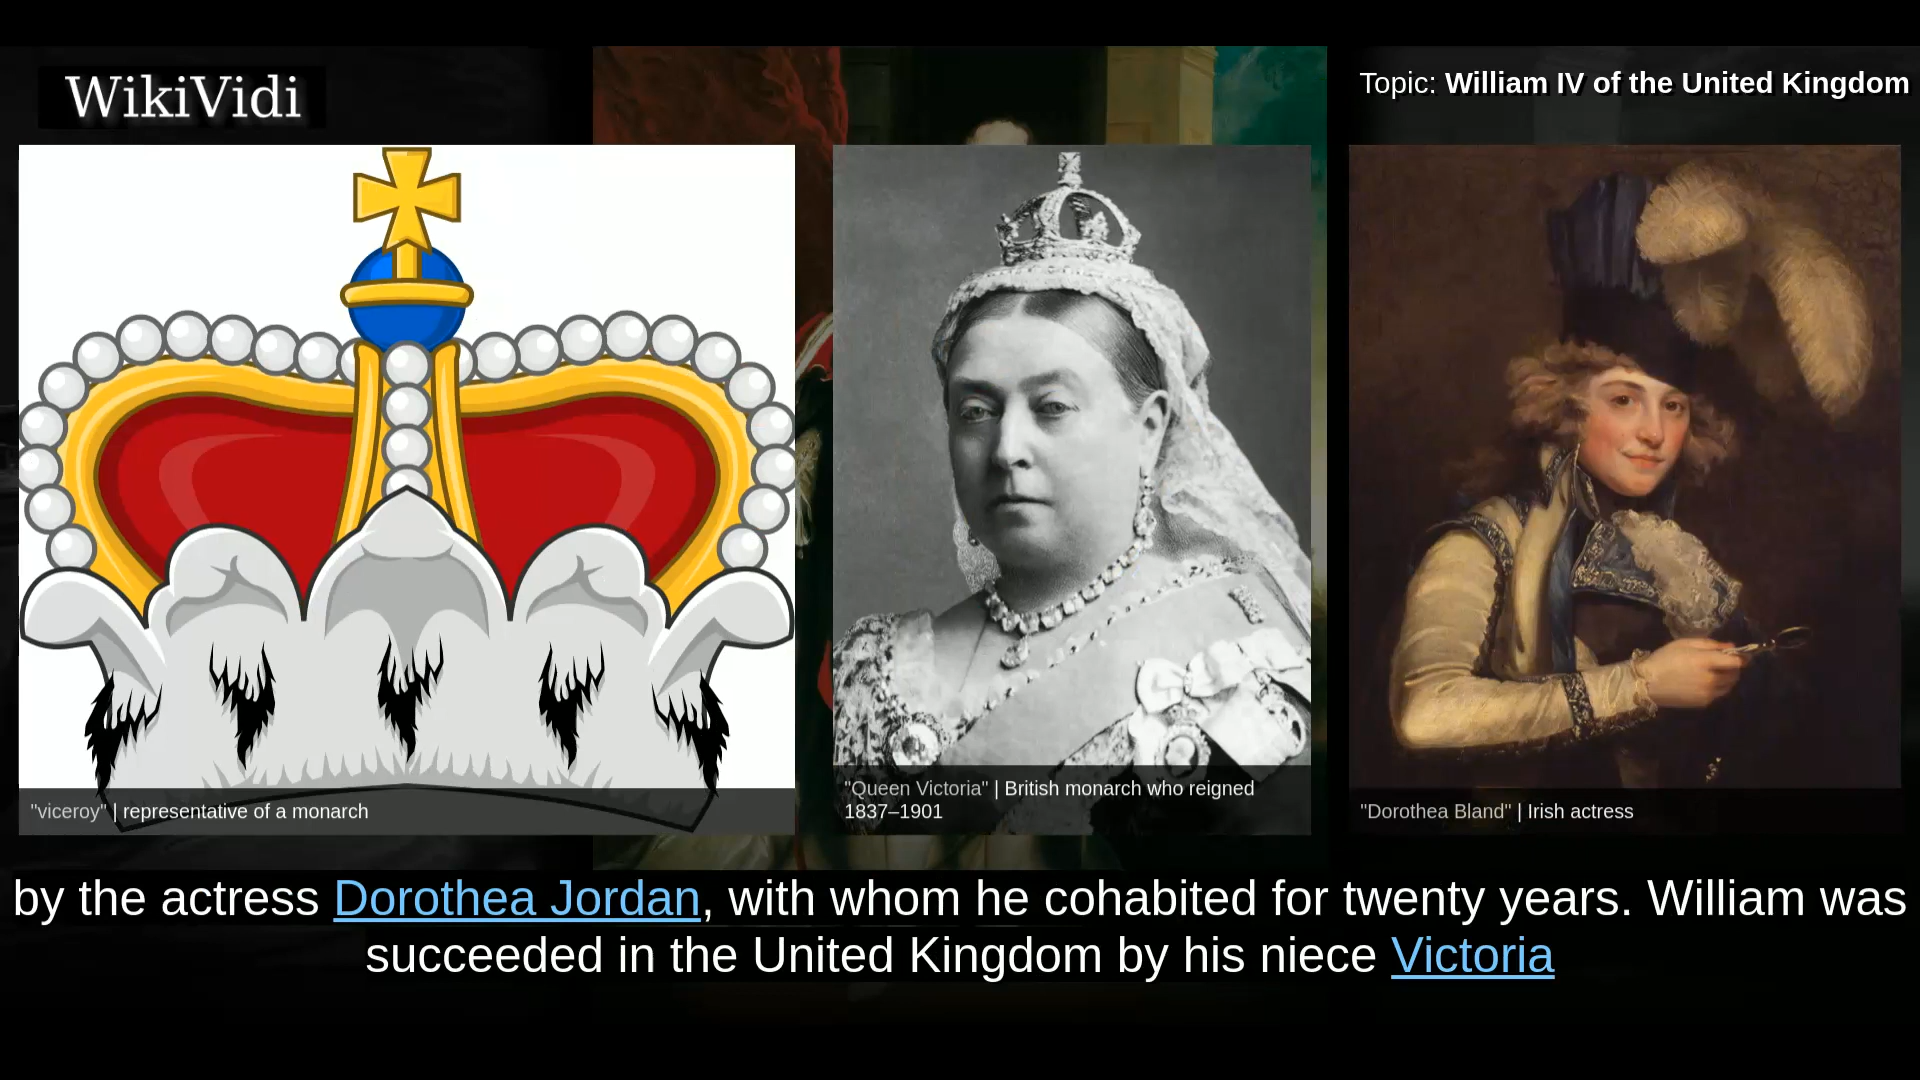 WikiVidi
Topic: William IV of the United Kingdom
"viceroy" | representative of a monarch
"Queen Victoria" | British monarch who reigned
1837–1901
"Dorothea Bland" | Irish actress
by the actress Dorothea Jordan, with whom he cohabited for twenty years. William was
succeeded in the United Kingdom by his niece Victoria